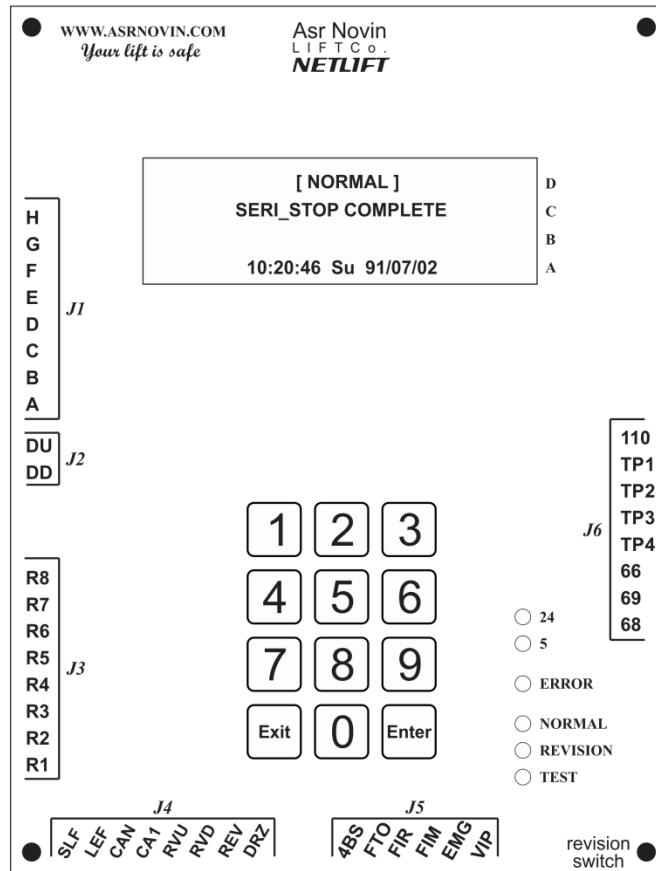 WWW.ASRNOVIN.COM
Your lift is safe
Asr Novin
LIFTCo.
NETLIFT
[ NORMAL ]
SERI_STOP COMPLETE
10:20:46 Su 91/07/02
D
C
B
A
H
G
F
E
D
C
B
A
J1
DU
DD
J2
R8
R7
R6
R5
R4
R3
R2
R1
J3
1 2 3
4 5 6
7 8 9
Exit 0 Enter
110
TP1
TP2
TP3
TP4
66
69
68
J6
24
5
ERROR
NORMAL
REVISION
TEST
J4
SLF LEF CAN CA1 RVU RVD REV DRZ
J5
4BS FTO FIR FIM EMG VIP
revision
switch